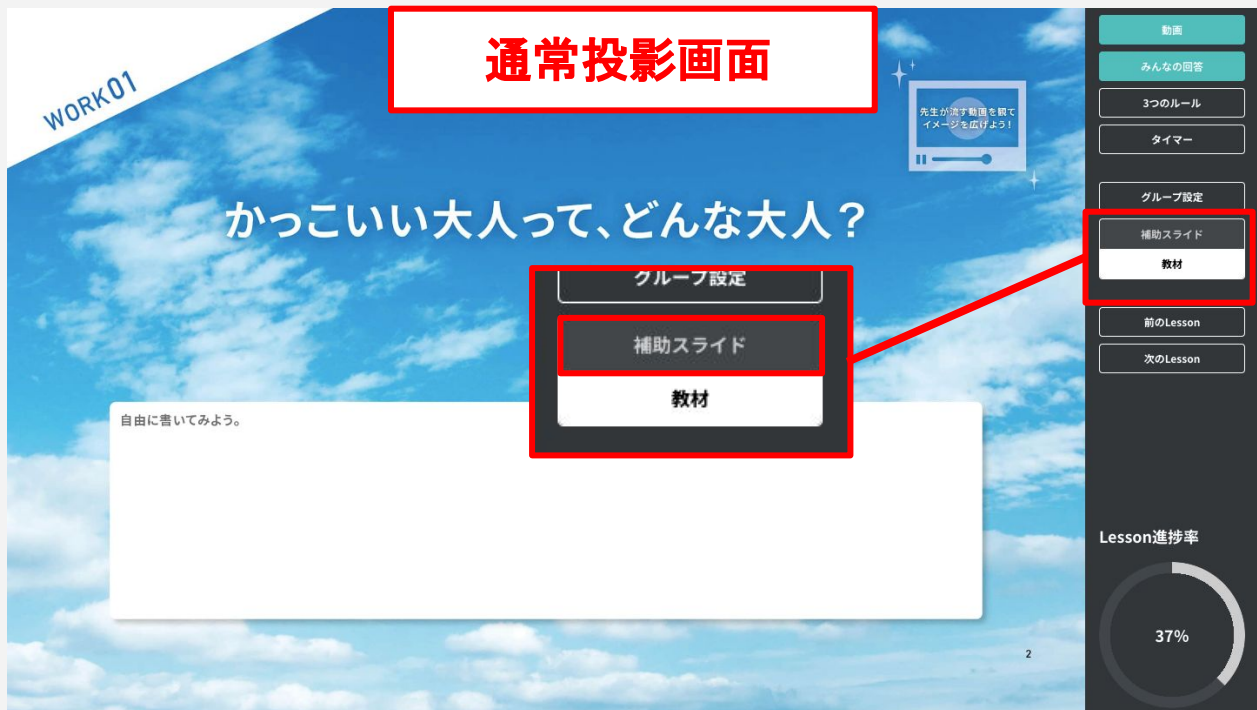 通常投影画面
WORK01
先生が流す動画を観て
イメージを広げよう!
かっこいい大人って、どんな大人?
グループ設定
補助スライド
教材
自由に書いてみよう。
2
動画
みんなの回答
3つのルール
タイマー
グループ設定
補助スライド
教材
前のLesson
次のLesson
Lesson進捗率
37%